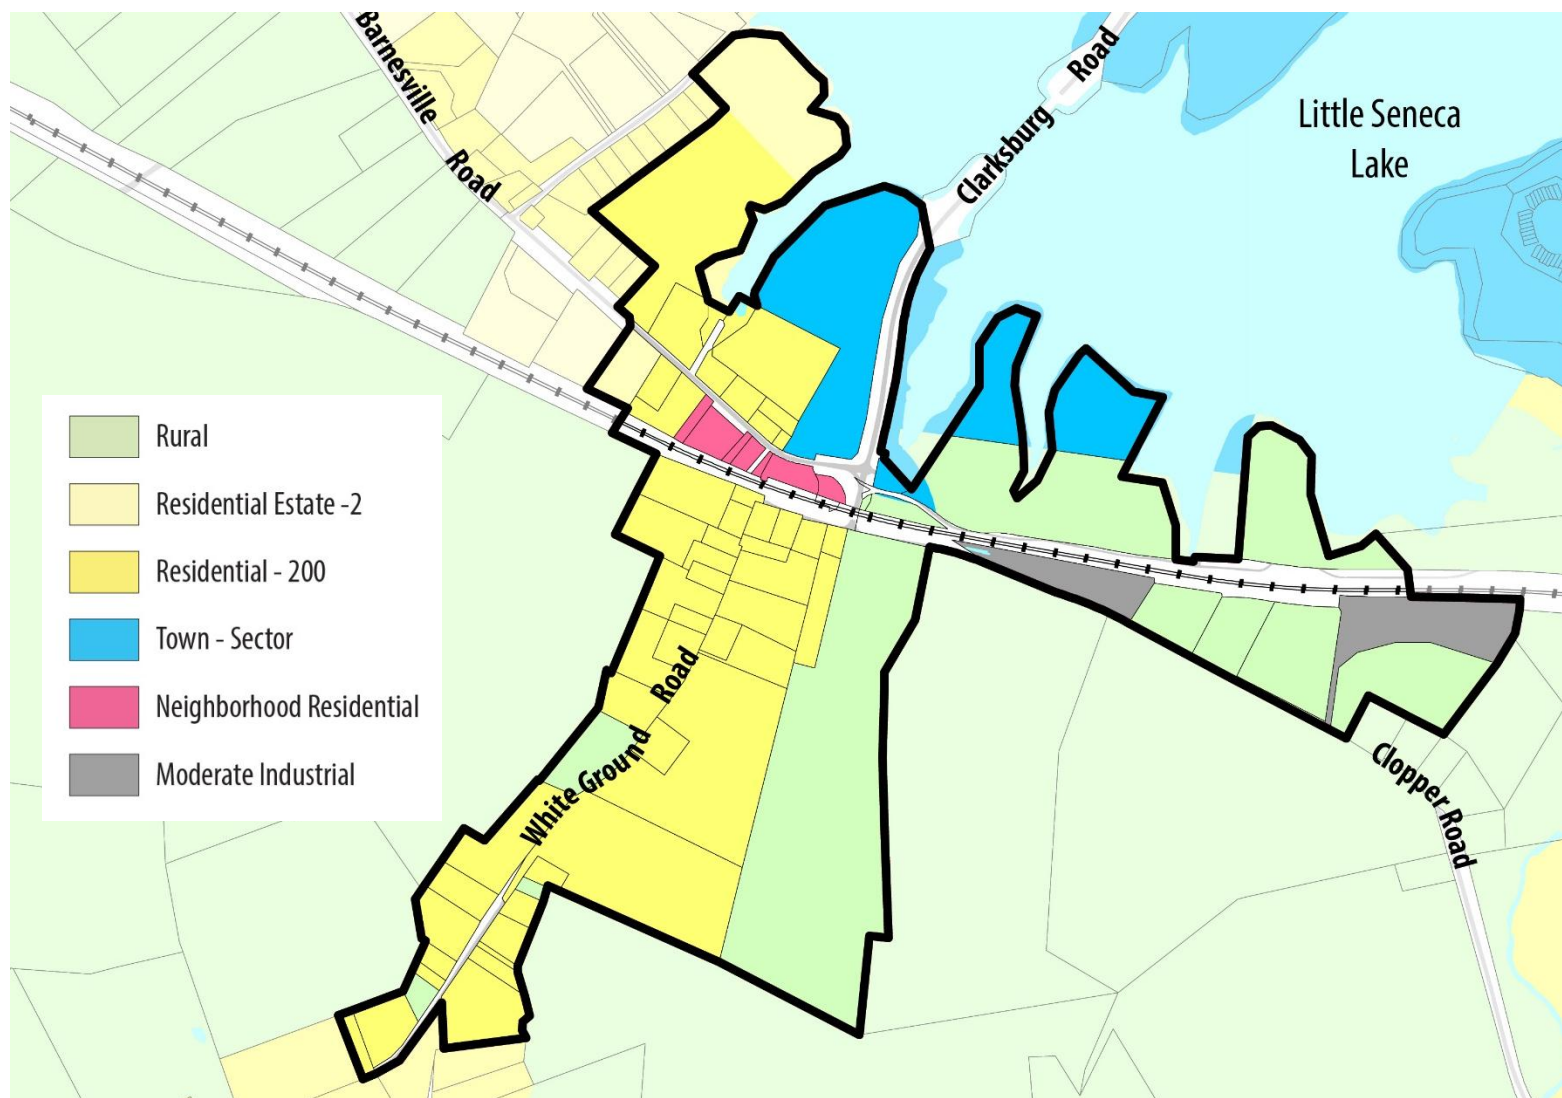 Barnesville
Road
Clarksburg
Road
Little Seneca
Lake
Rural
Residential Estate -2
Residential - 200
Town - Sector
Neighborhood Residential
Moderate Industrial
White Ground
Road
Clopper Road